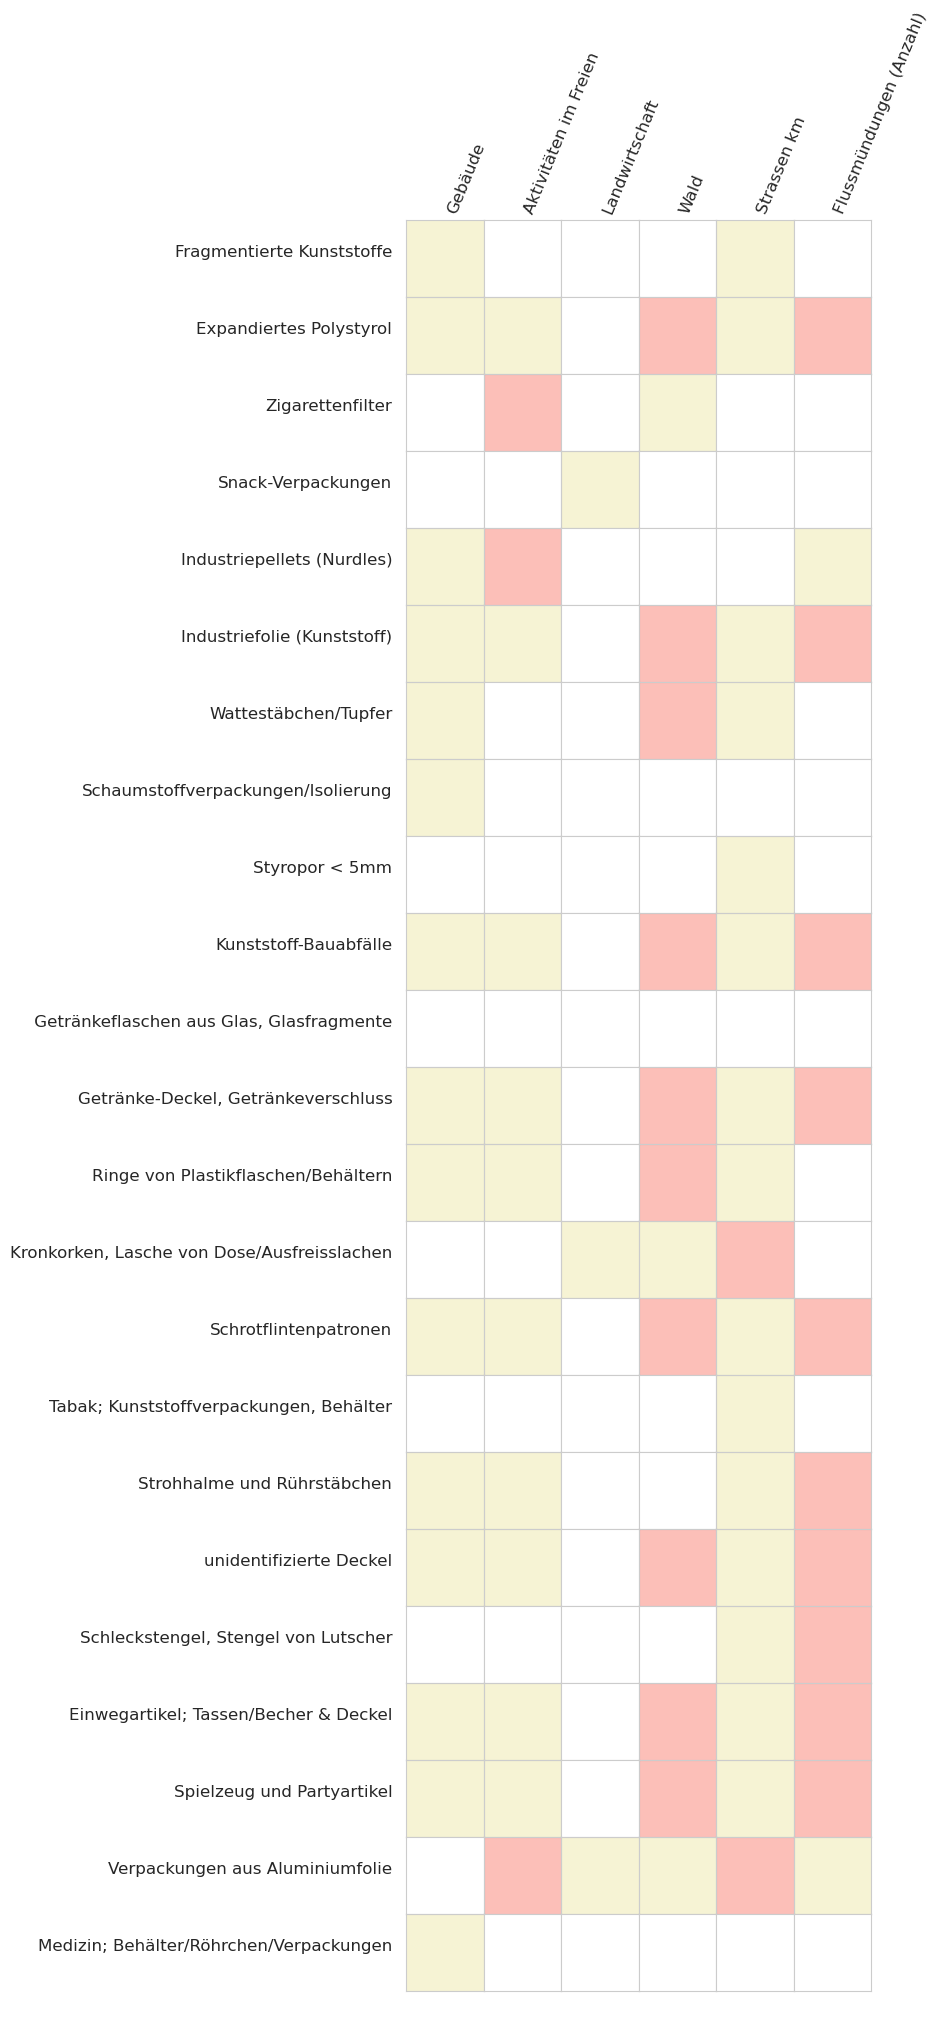 Gebäude
Aktivitäten im Freien
Landwirtschaft
Wald
Strassen km
Flussmündungen (Anzahl)
Fragmentierte Kunststoffe
Expandiertes Polystyrol
Zigarettenfilter
Snack-Verpackungen
Industriepellets (Nurdles)
Industriefolie (Kunststoff)
Wattestäbchen/Tupfer
Schaumstoffverpackungen/Isolierung
Styropor < 5mm
Kunststoff-Bauabfälle
Getränkeflaschen aus Glas, Glasfragmente
Getränke-Deckel, Getränkeverschluss
Ringe von Plastikflaschen/Behältern
Kronkorken, Lasche von Dose/Ausfreisslachen
Schrotflintenpatronen
Tabak; Kunststoffverpackungen, Behälter
Strohhalme und Rührstäbchen
unidentifizierte Deckel
Schleckstengel, Stengel von Lutscher
Einwegartikel; Tassen/Becher & Deckel
Spielzeug und Partyartikel
Verpackungen aus Aluminiumfolie
Medizin; Behälter/Röhrchen/Verpackungen